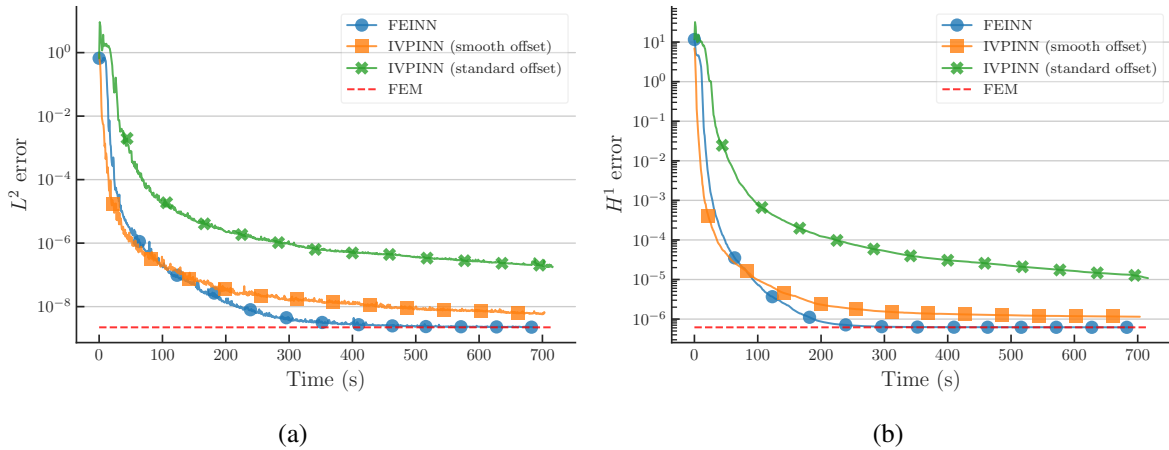 10^0
10^{-2}
10^{-4}
10^{-6}
10^{-8}
L^2 error
0 100 200 300 400 500 600 700
Time (s)
FEINN
IVPINN (smooth offset)
IVPINN (standard offset)
FEM
(a)
10^1
10^0
10^{-1}
10^{-2}
10^{-3}
10^{-4}
10^{-5}
10^{-6}
H^1 error
0 100 200 300 400 500 600 700
Time (s)
FEINN
IVPINN (smooth offset)
IVPINN (standard offset)
FEM
(b)